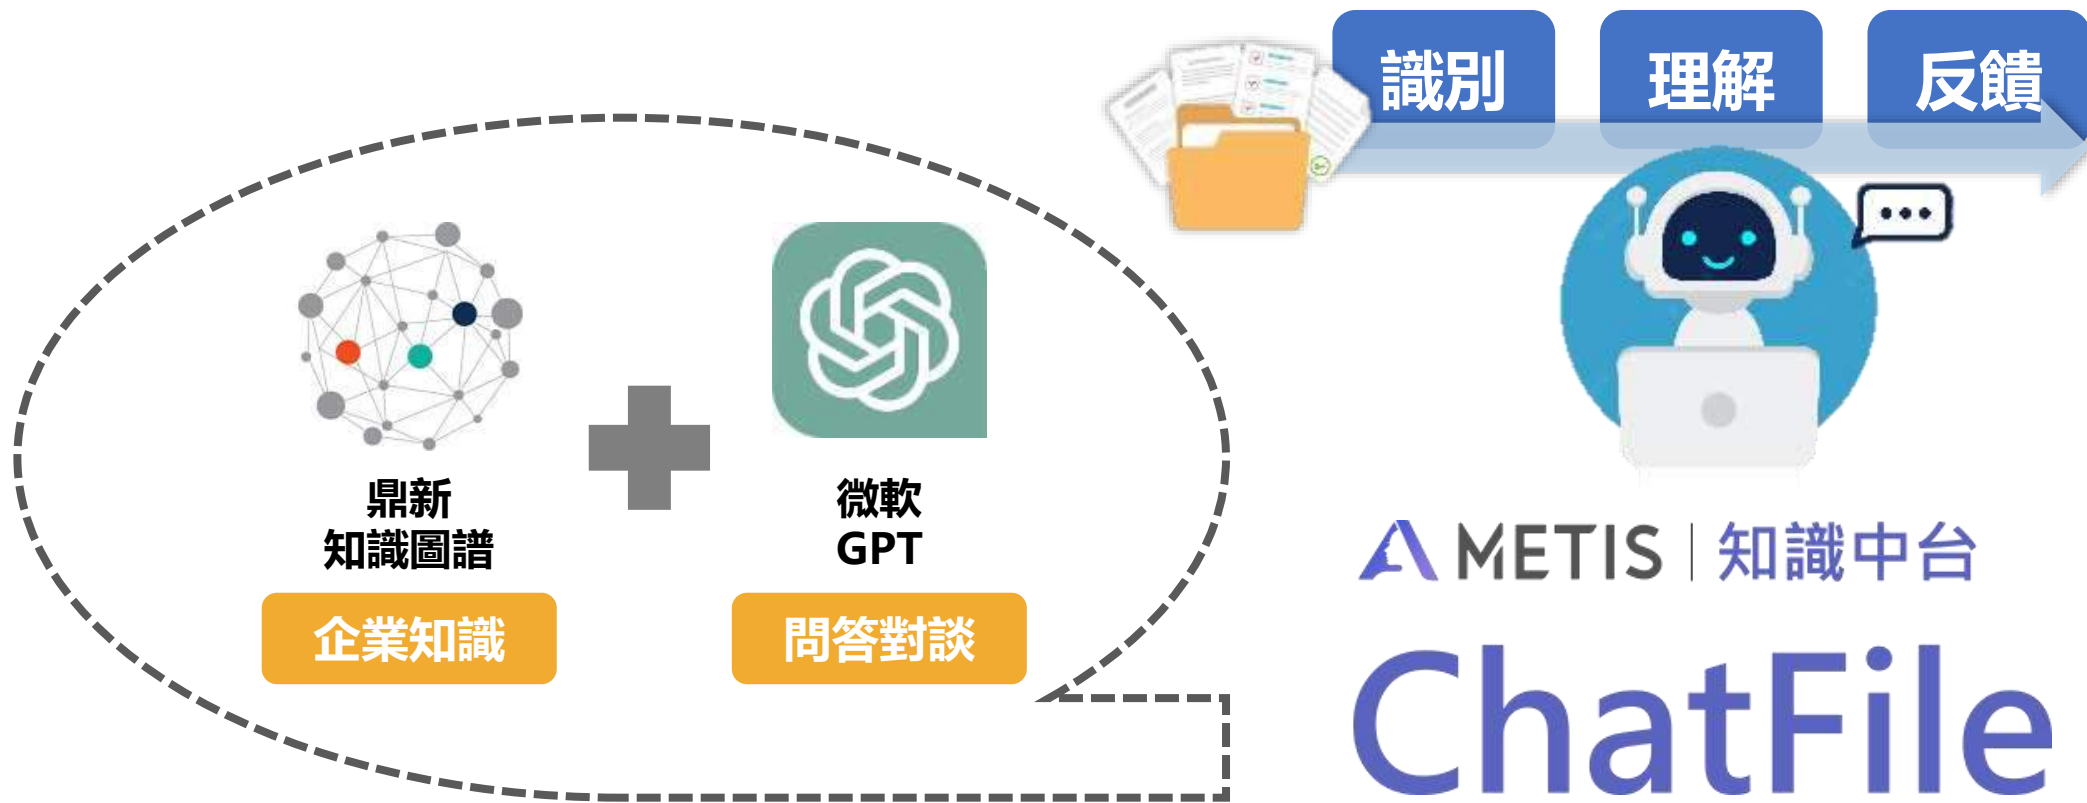 識別 理解 反饋
鼎新
知識圖譜
企業知識
微軟
GPT
問答對談
METIS | 知識中台
ChatFile